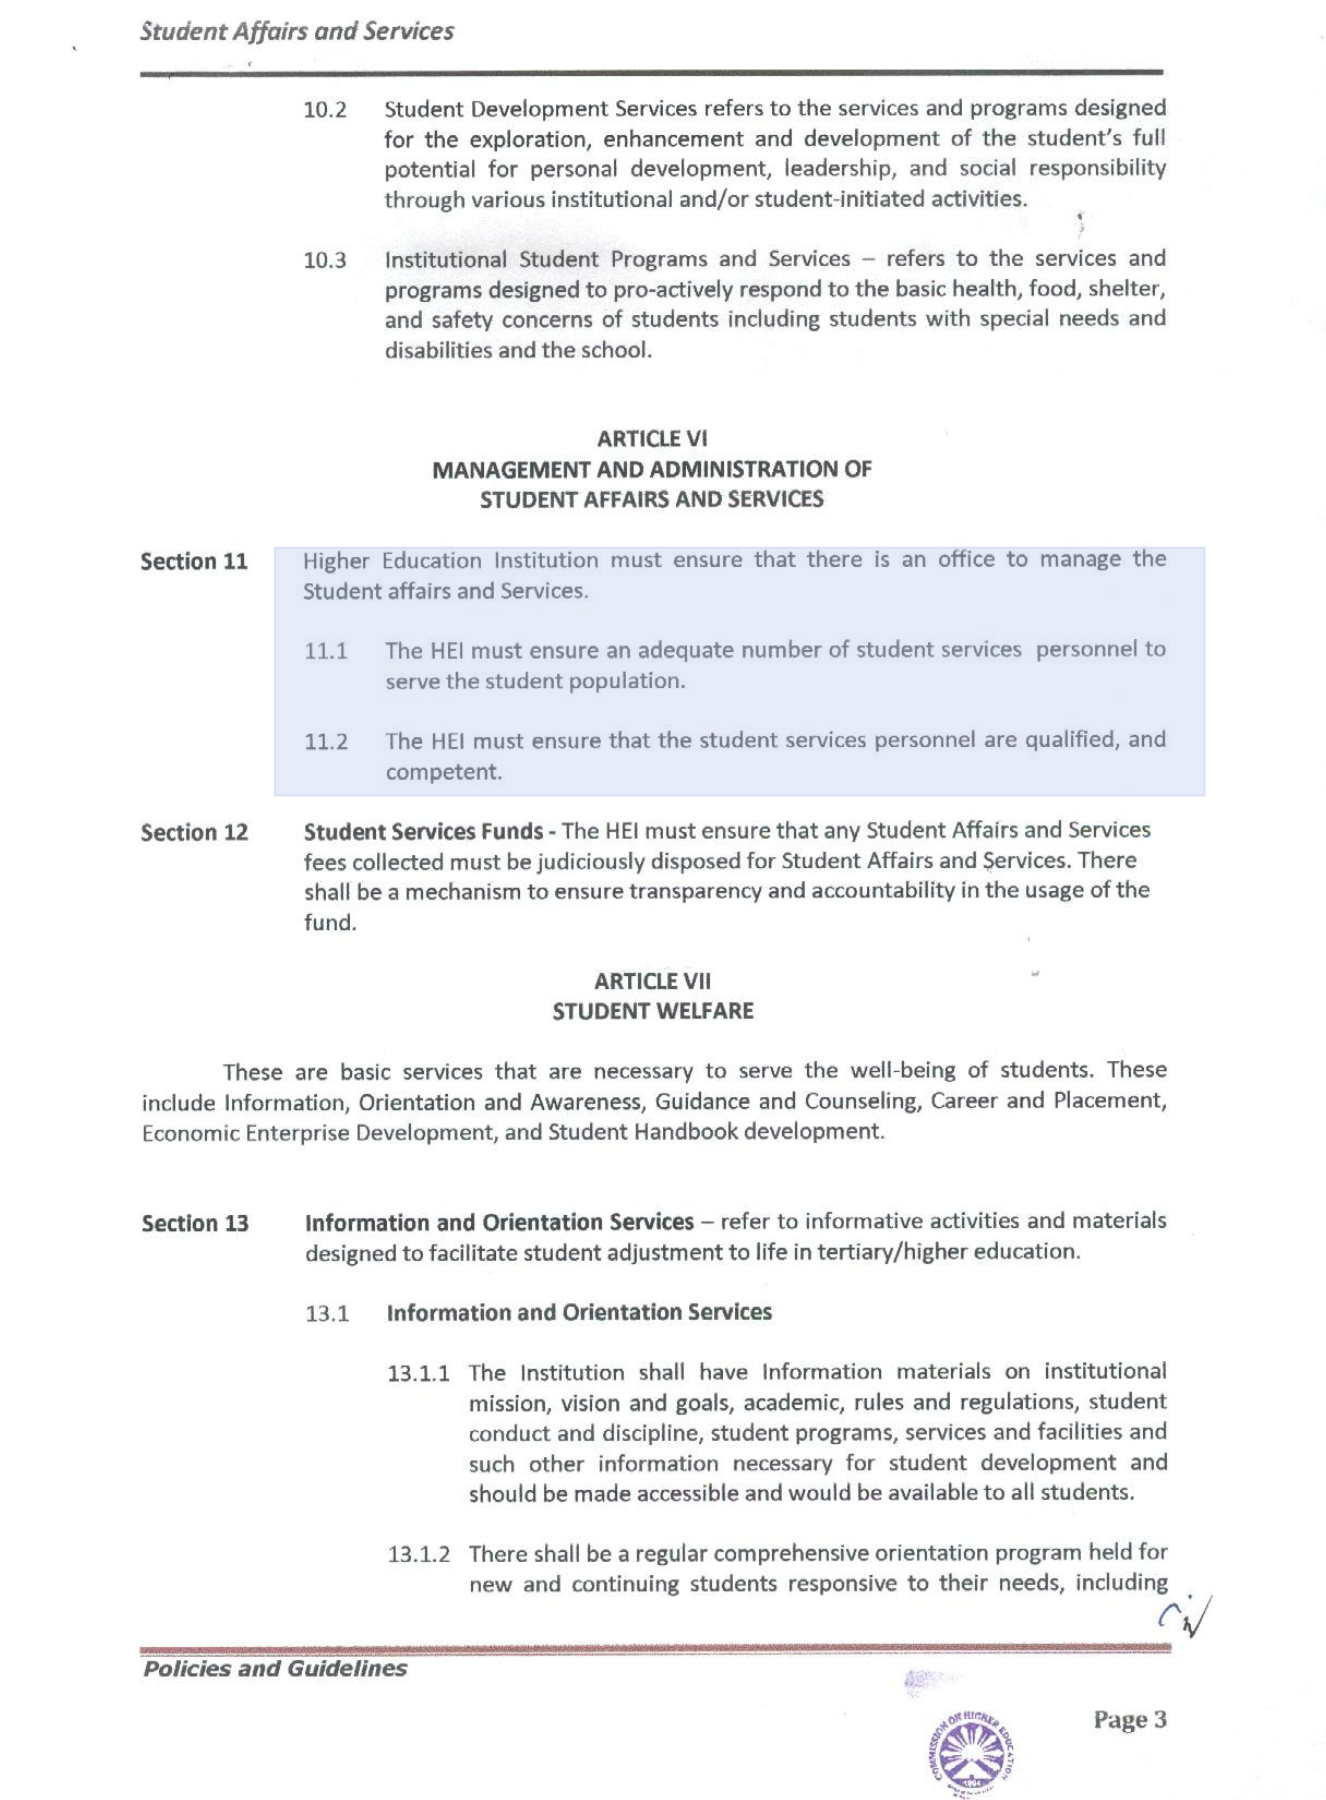 Student Affairs and Services
10.2 Student Development Services refers to the services and programs designed
for the exploration, enhancement and development of the student's full
potential for personal development, leadership, and social responsibility
through various institutional and/or student-initiated activities.
10.3 Institutional Student Programs and Services – refers to the services and
programs designed to pro-actively respond to the basic health, food, shelter,
and safety concerns of students including students with special needs and
disabilities and the school.
ARTICLE VI
MANAGEMENT AND ADMINISTRATION OF
STUDENT AFFAIRS AND SERVICES
Section 11 Higher Education Institution must ensure that there is an office to manage the
Student affairs and Services.
11.1 The HEI must ensure an adequate number of student services personnel to
serve the student population.
11.2 The HEI must ensure that the student services personnel are qualified, and
competent.
Section 12 Student Services Funds - The HEI must ensure that any Student Affairs and Services
fees collected must be judiciously disposed for Student Affairs and Services. There
shall be a mechanism to ensure transparency and accountability in the usage of the
fund.
ARTICLE VII
STUDENT WELFARE
These are basic services that are necessary to serve the well-being of students. These
include Information, Orientation and Awareness, Guidance and Counseling, Career and Placement,
Economic Enterprise Development, and Student Handbook development.
Section 13 Information and Orientation Services – refer to informative activities and materials
designed to facilitate student adjustment to life in tertiary/higher education.
13.1 Information and Orientation Services
13.1.1 The Institution shall have Information materials on institutional
mission, vision and goals, academic, rules and regulations, student
conduct and discipline, student programs, services and facilities and
such other information necessary for student development and
should be made accessible and would be available to all students.
13.1.2 There shall be a regular comprehensive orientation program held for
new and continuing students responsive to their needs, including
Policies and Guidelines
Page 3
COMMISSION ON HIGHER EDUCATION